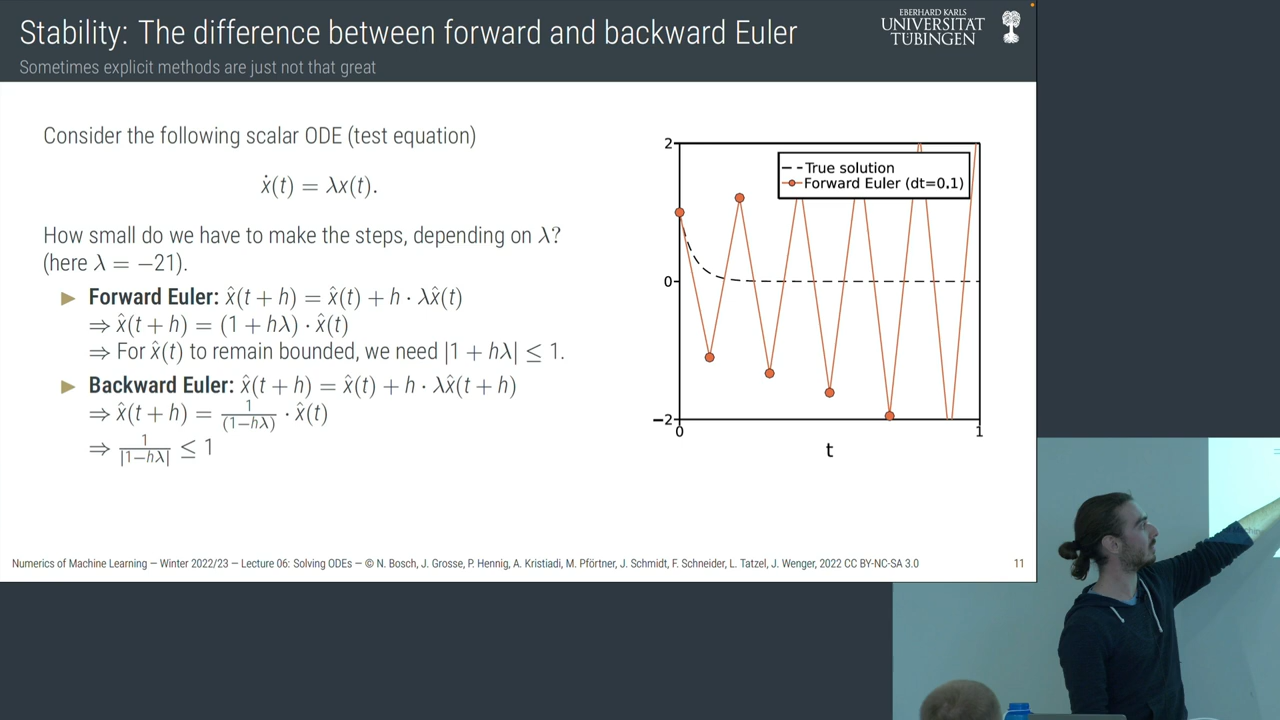 Stability: The difference between forward and backward Euler
Sometimes explicit methods are just not that great
EBERHARD KARLS
UNIVERSITÄT
TÜBINGEN
Consider the following scalar ODE (test equation)
ẋ(t) = λx(t).
How small do we have to make the steps, depending on λ?
(here λ = −21).
▶ Forward Euler: x̂(t + h) = x̂(t) + h · λx̂(t)
⇒ x̂(t + h) = (1 + hλ) · x̂(t)
⇒ For x̂(t) to remain bounded, we need |1 + hλ| ≤ 1.
▶ Backward Euler: x̂(t + h) = x̂(t) + h · λx̂(t + h)
⇒ x̂(t + h) = 1/(1−hλ) · x̂(t)
⇒ 1/|1−hλ| ≤ 1
2
True solution
Forward Euler (dt=0.1)
0
−2
0
1
t
Numerics of Machine Learning — Winter 2022/23 — Lecture 06: Solving ODEs — © N. Bosch, J. Grosse, P. Hennig, A. Kristiadi, M. Pförtner, J. Schmidt, F. Schneider, L. Tatzel, J. Wenger, 2022 CC BY-NC-SA 3.0
11